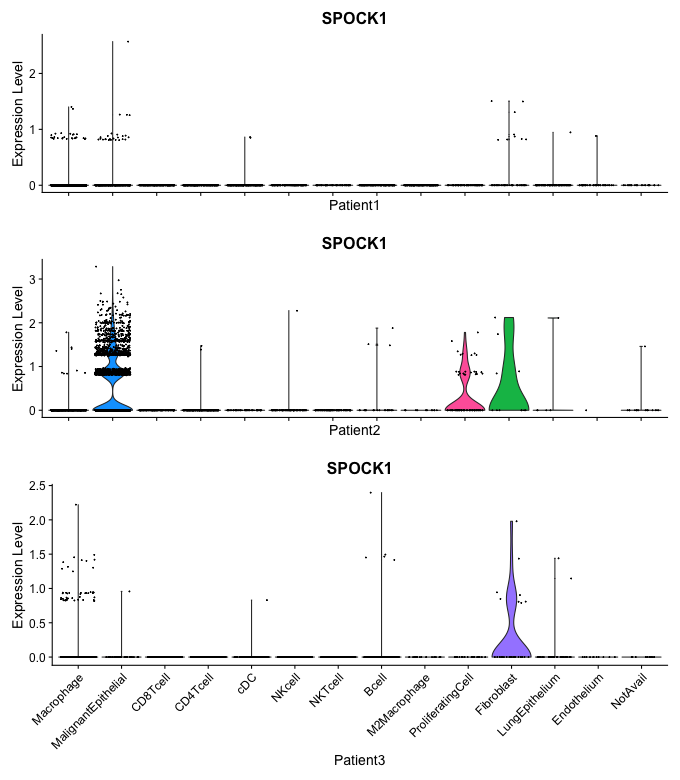 SPOCK1
Expression Level
2
1
0
Patient1
SPOCK1
Expression Level
3
2
1
0
Patient2
SPOCK1
Expression Level
2.5
2.0
1.5
1.0
0.5
0.0
Macrophage
MalignantEpithelial
CD8Tcell
CD4Tcell
cDC
NKcell
NKTcell
Bcell
M2Macrophage
ProliferatingCell
Fibroblast
LungEpithelium
Endothelium
NotAvail
Patient3